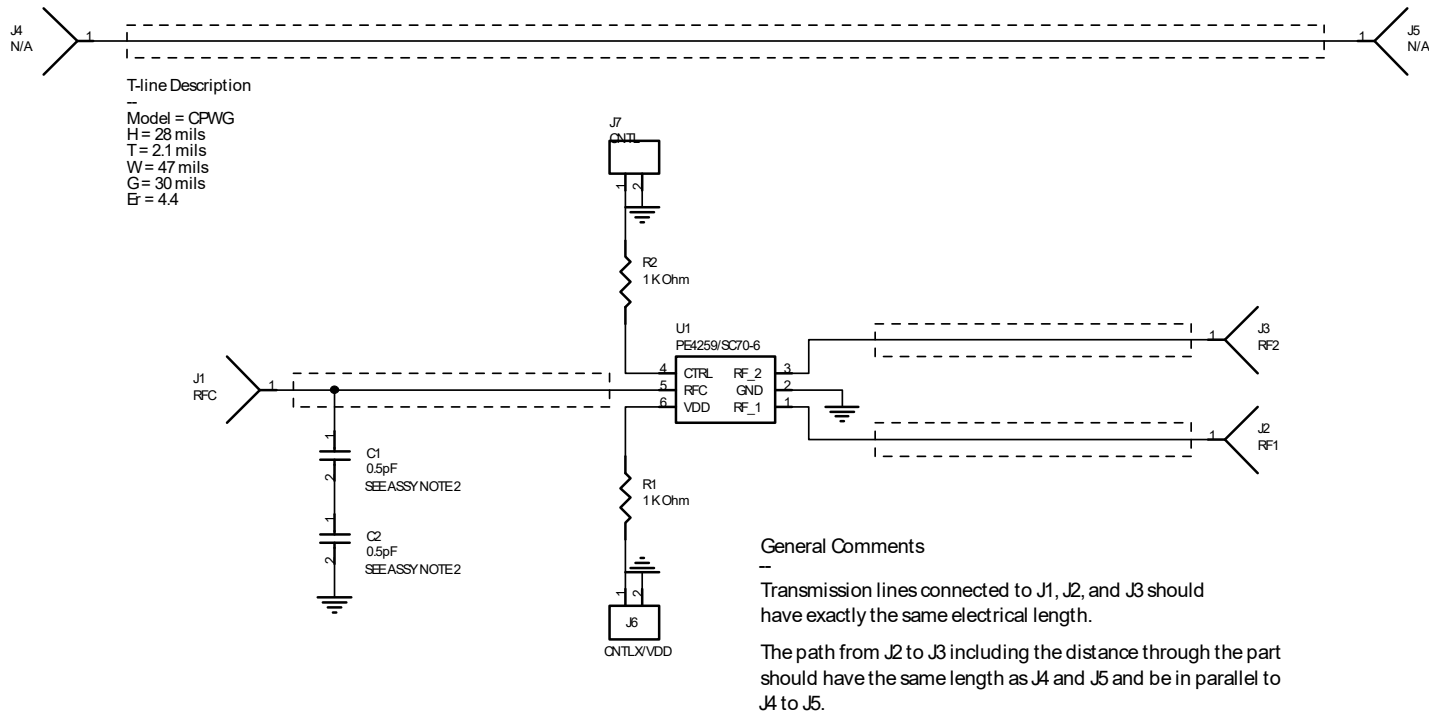 J4
N/A
1
1
J5
N/A
T-line Description
--
Model = CPWG
H = 28 mils
T = 2.1 mils
W = 47 mils
G = 30 mils
Er = 4.4
J7
CNTL
1
2
R2
1 K Ohm
U1
PE4259/SC70-6
4
CTRL
RF_2
3
5
RFC
GND
2
6
VDD
RF_1
1
1
J3
RF2
1
J2
RF1
J1
RFC
1
1
C1
0.5pF
2
SEE ASSY NOTE 2
1
C2
0.5pF
2
SEE ASSY NOTE 2
R1
1 K Ohm
1
2
J6
CNTLX/VDD
General Comments
--
Transmission lines connected to J1, J2, and J3 should
have exactly the same electrical length.
The path from J2 to J3 including the distance through the part
should have the same length as J4 and J5 and be in parallel to
J4 to J5.